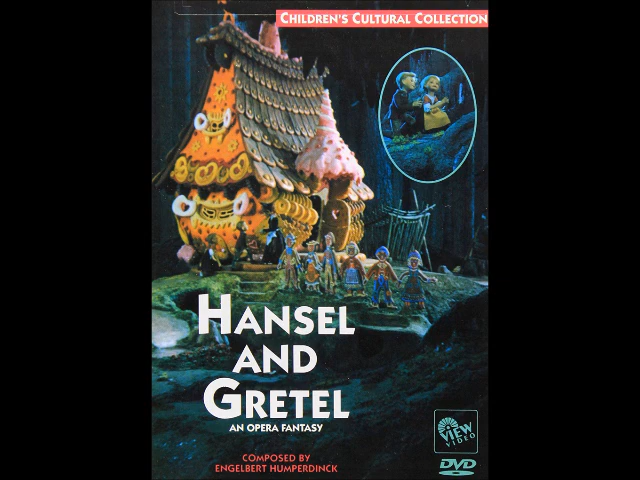 CHILDREN'S CULTURAL COLLECTION
HANSEL
AND
GRETEL
AN OPERA FANTASY
COMPOSED BY
ENGELBERT HUMPERDINCK
VIEW
VIDEO
DVD